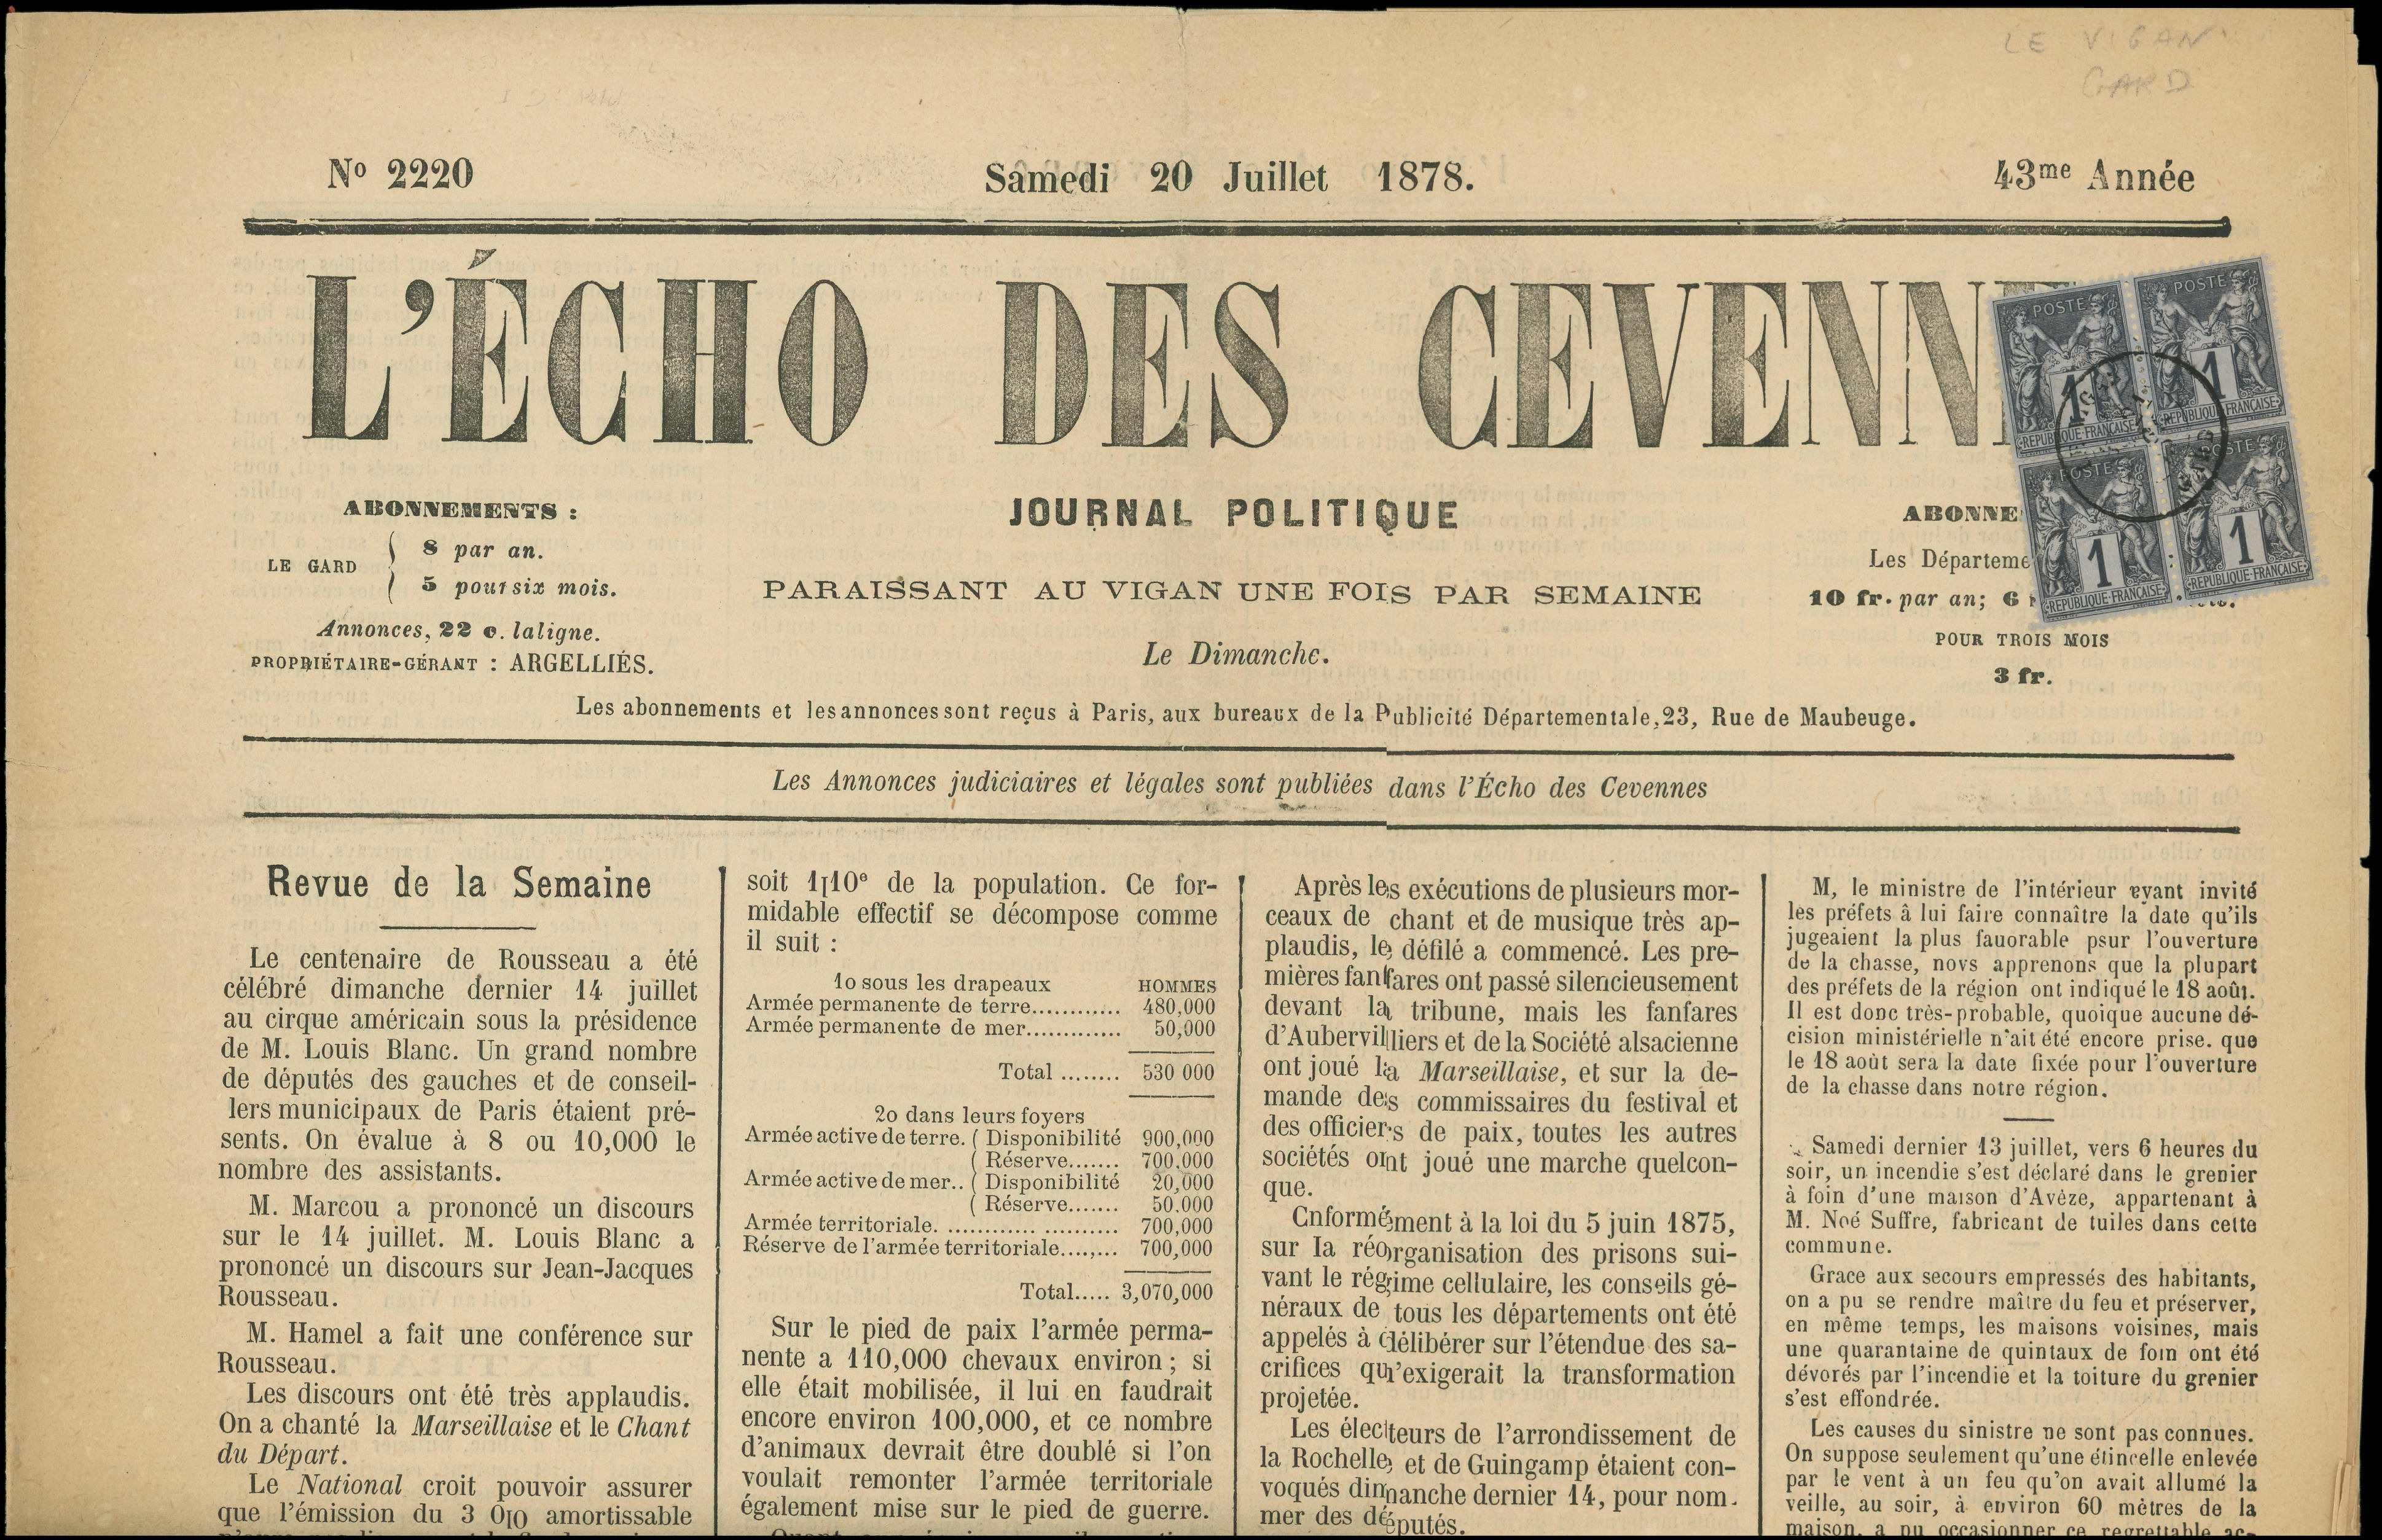 LE VIGAN
GARD
No 2220
Samedi 20 Juillet 1878.
43me Année
L'ÉCHO DES CEVENN
POSTE
POSTE
1
1
REPUBLIQUE FRANÇAISE
REPUBLIQUE FRANÇAISE
POSTE
POSTE
1
1
REPUBLIQUE FRANÇAISE
REPUBLIQUE FRANÇAISE
ABONNEMENTS :
LE GARD
8 par an.
5 pour six mois.
Annonces, 22 c. laligne.
PROPRIÉTAIRE-GÉRANT : ARGELLIÉS.
JOURNAL POLITIQUE
PARAISSANT AU VIGAN UNE FOIS PAR SEMAINE
Le Dimanche.
ABONNE
Les Départeme
10 fr. par an; 6
POUR TROIS MOIS
3 fr.
Les abonnements et lesannoncessont reçus à Paris, aux bureaux de la Publicité Départementale,23, Rue de Maubeuge.
Les Annonces judiciaires et légales sont publiées dans l'Écho des Cevennes
Revue de la Semaine
Le centenaire de Rousseau a été
célébré dimanche dernier 14 juillet
au cirque américain sous la présidence
de M. Louis Blanc. Un grand nombre
de députés des gauches et de conseil-
lers municipaux de Paris étaient pré-
sents. On évalue à 8 ou 10,000 le
nombre des assistants.
M. Marcou a prononcé un discours
sur le 14 juillet. M. Louis Blanc a
prononcé un discours sur Jean-Jacques
Rousseau.
M. Hamel a fait une conférence sur
Rousseau.
Les discours ont été très applaudis.
On a chanté la Marseillaise et le Chant
du Départ.
Le National croit pouvoir assurer
que l'émission du 3 0[0 amortissable
soit 1[10e de la population. Ce for-
midable effectif se décompose comme
il suit :
1o sous les drapeaux HOMMES
Armée permanente de terre............ 480,000
Armée permanente de mer............. 50,000
Total ........ 530 000
2o dans leurs foyers
Armée active de terre. ( Disponibilité 900,000
( Réserve....... 700,000
Armée active de mer.. ( Disponibilité 20,000
( Réserve....... 50.000
Armée territoriale. ............ .......... 700,000
Réserve de l'armée territoriale....,... 700,000
Total..... 3,070,000
Sur le pied de paix l'armée perma-
nente a 110,000 chevaux environ ; si
elle était mobilisée, il lui en faudrait
encore environ 100,000, et ce nombre
d'animaux devrait être doublé si l'on
voulait remonter l'armée territoriale
également mise sur le pied de guerre.
Après les exécutions de plusieurs mor-
ceaux de chant et de musique très ap-
plaudis, le défilé a commencé. Les pre-
mières fanfares ont passé silencieusement
devant la tribune, mais les fanfares
d'Aubervilliers et de la Société alsacienne
ont joué la Marseillaise, et sur la de-
mande des commissaires du festival et
des officiers de paix, toutes les autres
sociétés ont joué une marche quelcon-
que.
Cnformément à la loi du 5 juin 1875,
sur la réorganisation des prisons sui-
vant le régime cellulaire, les conseils gé-
néraux de tous les départements ont été
appelés à délibérer sur l'étendue des sa-
crifices qu'exigerait la transformation
projetée.
Les électeurs de l'arrondissement de
la Rochelle et de Guingamp étaient con-
voqués dimanche dernier 14, pour nom-
mer des députés.
M, le ministre de l'intérieur eyant invité
les préfets â lui faire connaître la date qu'ils
jugeaient la plus fauorable psur l'ouverture
de la chasse, novs apprenons que la plupart
des préfets de la région ont indiqué le 18 août.
Il est donc très-probable, quoique aucune dé-
cision ministérielle n'ait été encore prise. que
le 18 août sera la date fixée pour l'ouverture
de la chasse dans notre région.
Samedi dernier 13 juillet, vers 6 heures du
soir, un incendie s'est déclaré dans le grenier
à foin d'une maison d'Avèze, appartenant à
M. Noé Suffre, fabricant de tuiles dans cette
commune.
Grace aux secours empressés des habitants,
on a pu se rendre maître du feu et préserver,
en même temps, les maisons voisines, mais
une quarantaine de quintaux de foin ont été
dévorés par l'incendie et la toiture du grenier
s'est effondrée.
Les causes du sinistre ne sont pas connues.
On suppose seulement qu'une étincelle enlevée
par le vent à un feu qu'on avait allumé la
veille, au soir, à environ 60 mètres de la
maison, a pu occasionner ce regrettable ac-